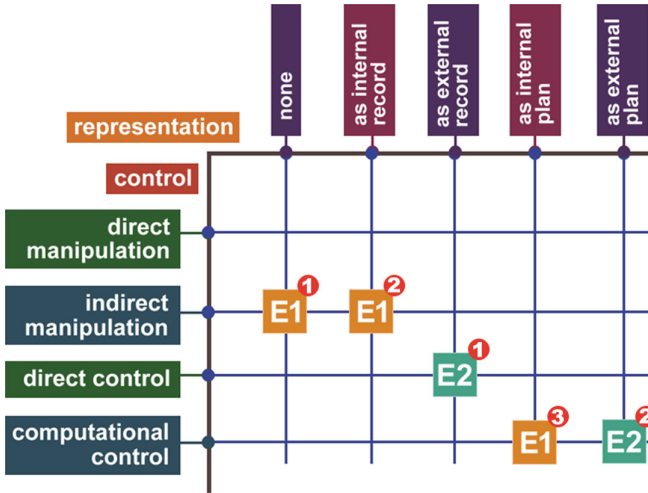 none
as internal
record
as external
record
as internal
plan
as external
plan
representation
control
direct
manipulation
indirect
manipulation
E1 1
E1 2
direct control
E2 1
computational
control
E1 3
E2 2